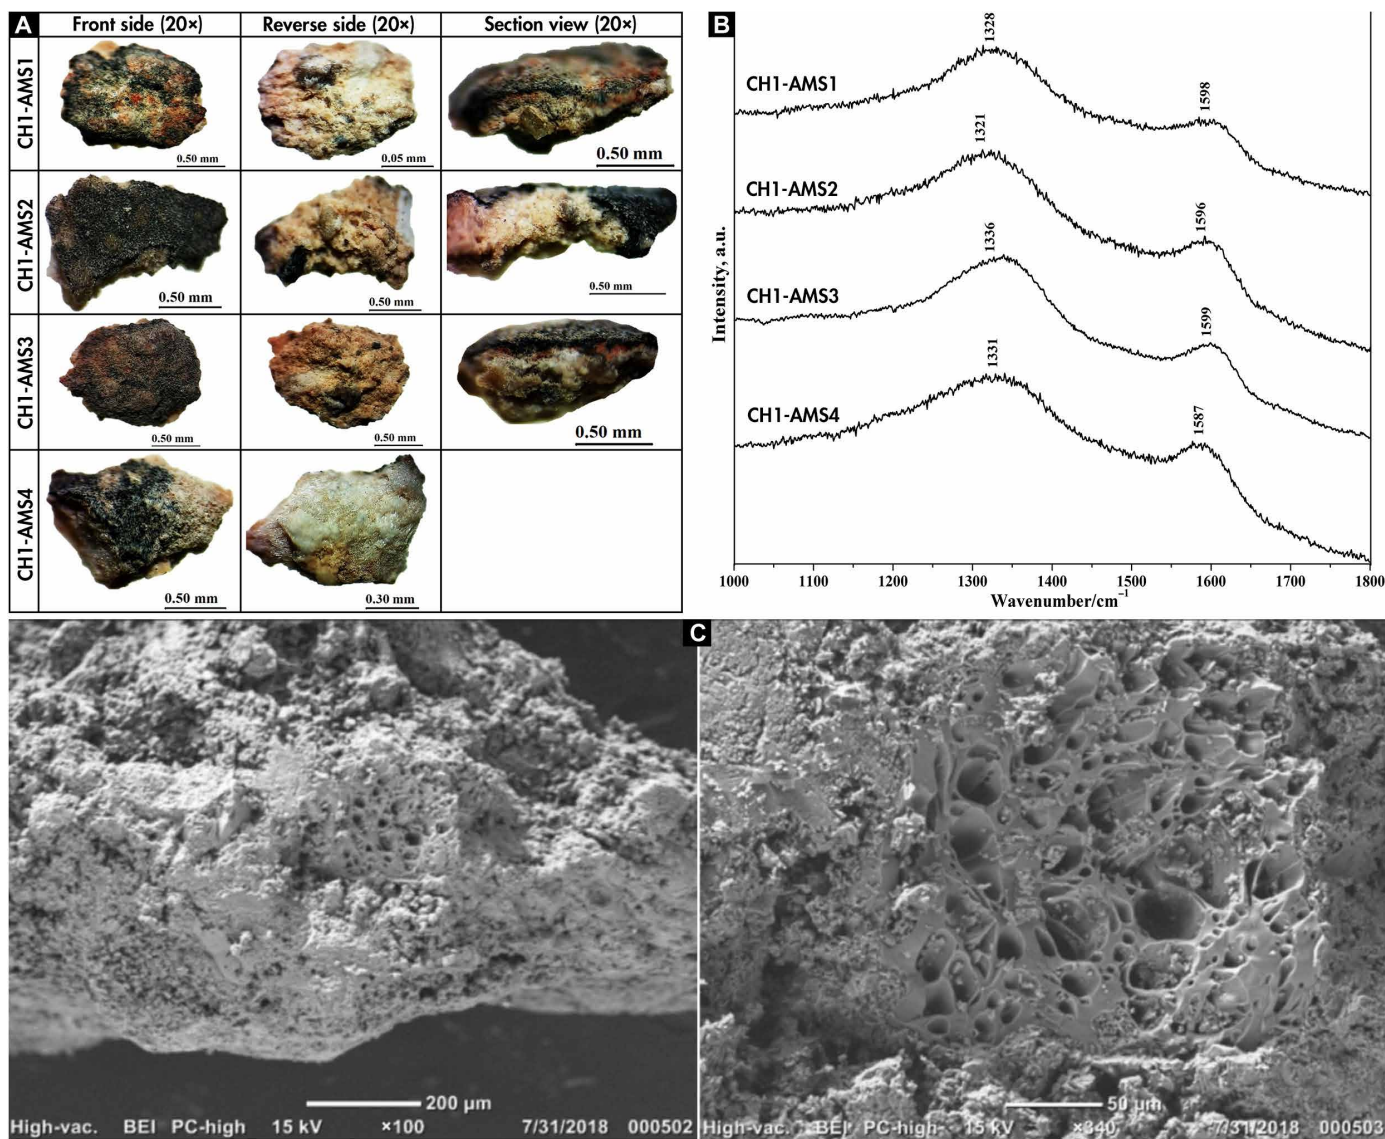 A
Front side (20×)
Reverse side (20×)
Section view (20×)
CH1-AMS1
0.50 mm
0.05 mm
0.50 mm
CH1-AMS2
0.50 mm
0.50 mm
0.50 mm
CH1-AMS3
0.50 mm
0.50 mm
0.50 mm
CH1-AMS4
0.50 mm
0.30 mm
B
Intensity, a.u.
CH1-AMS1
1328
1598
CH1-AMS2
1321
1596
CH1-AMS3
1336
1599
CH1-AMS4
1331
1587
1000 1100 1200 1300 1400 1500 1600 1700 1800
Wavenumber/cm⁻¹
C
200 µm
High-vac. BEI PC-high 15 kV ×100 7/31/2018 000502
50 µm
High-vac. BEI PC-high 15 kV ×340 7/31/2018 000503